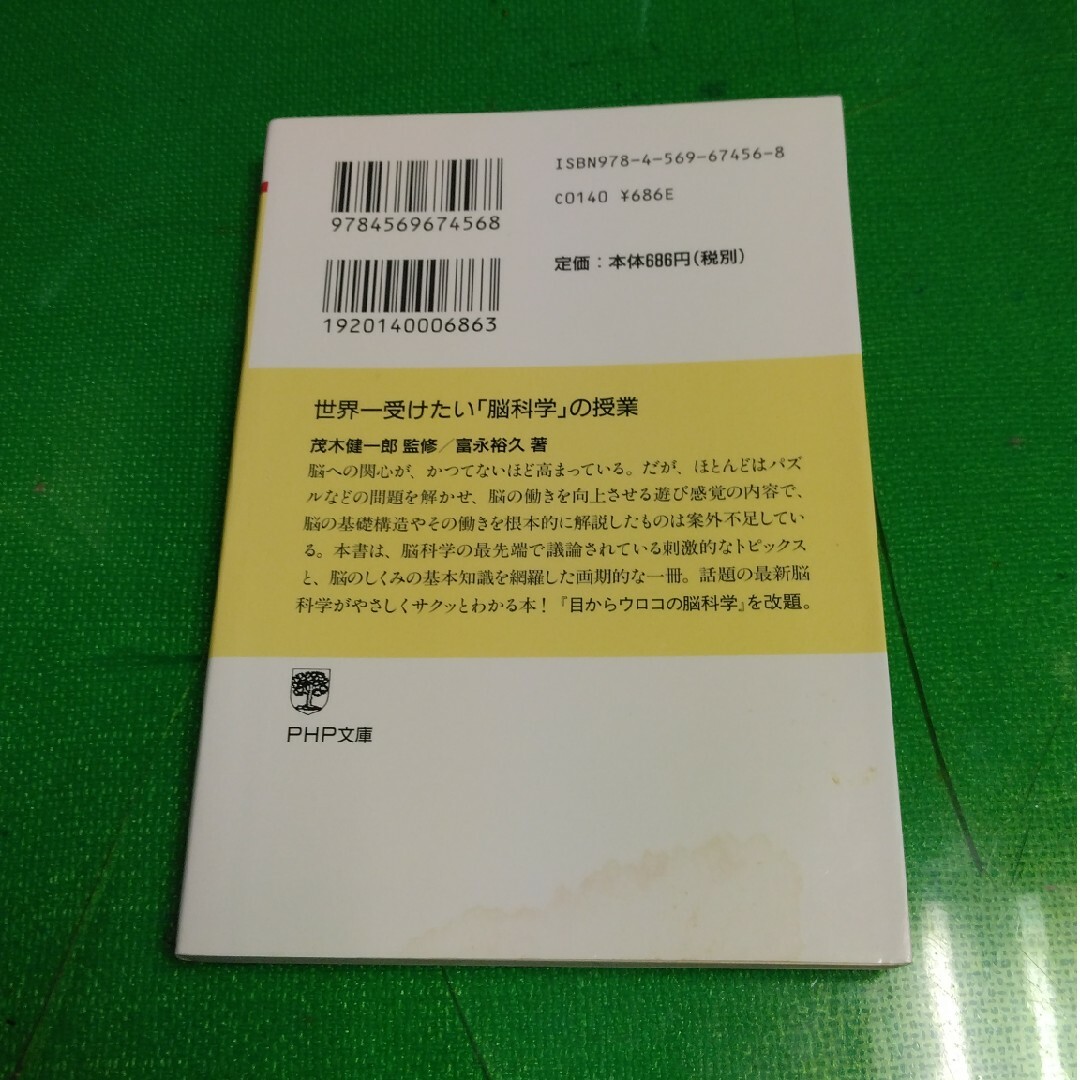 ISBN978-4-569-67456-8
C0140 ¥686E
9784569674568
定価：本体686円（税別）
1920140006863
世界一受けたい「脳科学」の授業
茂木健一郎 監修／富永裕久 著
脳への関心が、かつてないほど高まっている。だが、ほとんどはパズ
ルなどの問題を解かせ、脳の働きを向上させる遊び感覚の内容で、
脳の基礎構造やその働きを根本的に解説したものは案外不足してい
る。本書は、脳科学の最先端で議論されている刺激的なトピックス
と、脳のしくみの基本知識を網羅した画期的な一冊。話題の最新脳
科学がやさしくサクッとわかる本！『目からウロコの脳科学』を改題。
PHP文庫